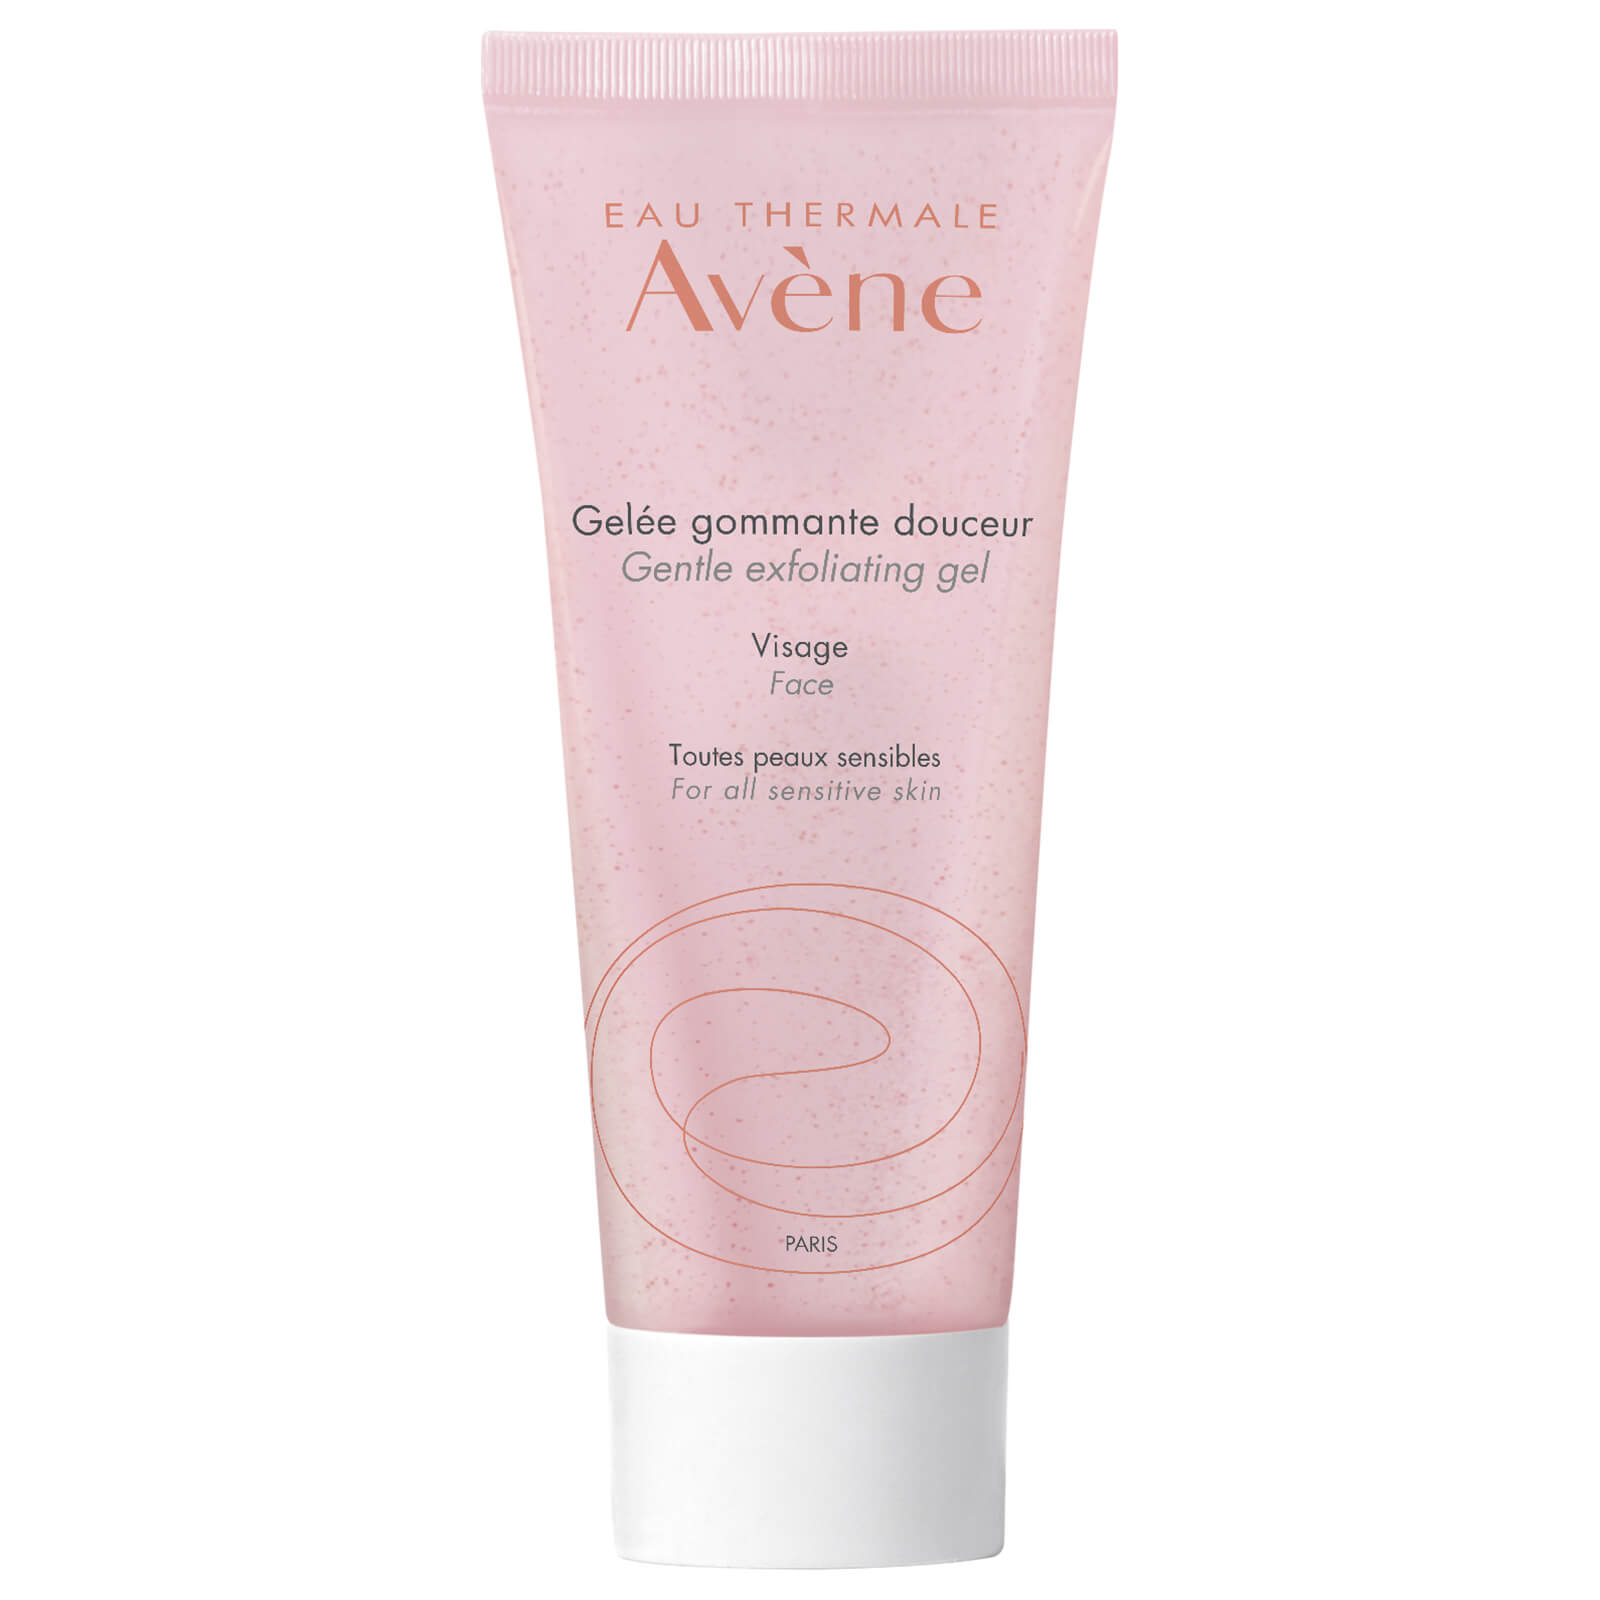 EAU THERMALE
Avène
Gelée gommante douceur
Gentle exfoliating gel
Visage
Face
Toutes peaux sensibles
For all sensitive skin
PARIS